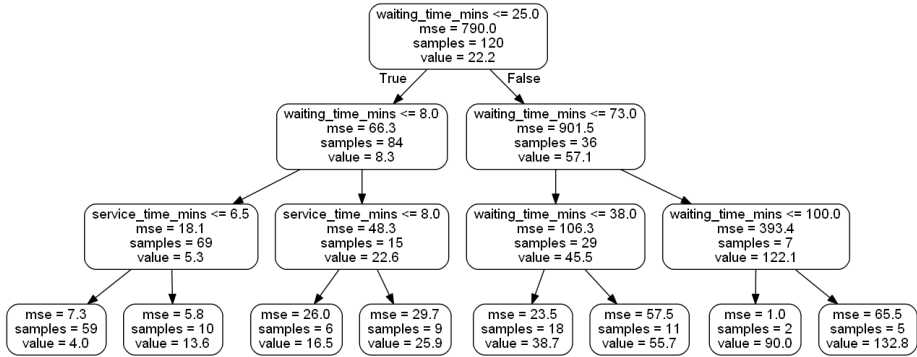 waiting_time_mins <= 25.0
mse = 790.0
samples = 120
value = 22.2
True
False
waiting_time_mins <= 8.0
mse = 66.3
samples = 84
value = 8.3
waiting_time_mins <= 73.0
mse = 901.5
samples = 36
value = 57.1
service_time_mins <= 6.5
mse = 18.1
samples = 69
value = 5.3
service_time_mins <= 8.0
mse = 48.3
samples = 15
value = 22.6
waiting_time_mins <= 38.0
mse = 106.3
samples = 29
value = 45.5
waiting_time_mins <= 100.0
mse = 393.4
samples = 7
value = 122.1
mse = 7.3
samples = 59
value = 4.0
mse = 5.8
samples = 10
value = 13.6
mse = 26.0
samples = 6
value = 16.5
mse = 29.7
samples = 9
value = 25.9
mse = 23.5
samples = 18
value = 38.7
mse = 57.5
samples = 11
value = 55.7
mse = 1.0
samples = 2
value = 90.0
mse = 65.5
samples = 5
value = 132.8